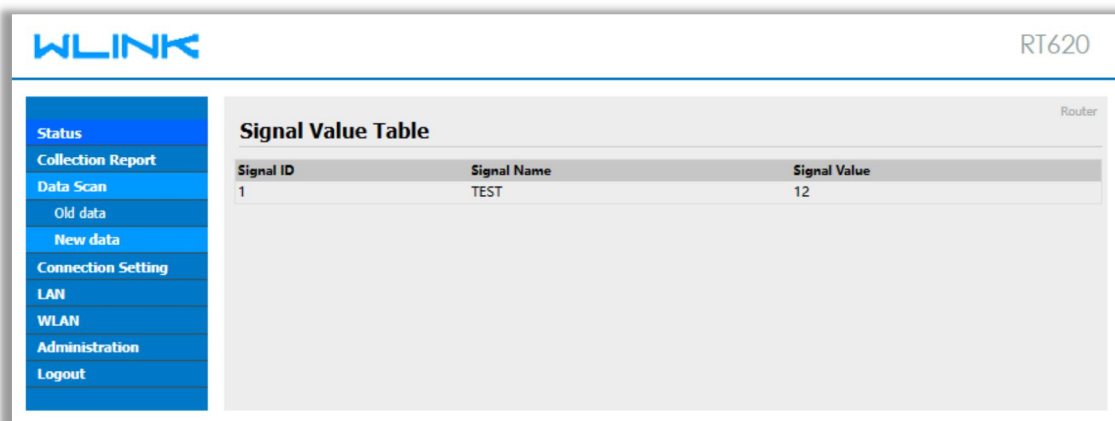 WLINK
RT620
Status
Collection Report
Data Scan
Old data
New data
Connection Setting
LAN
WLAN
Administration
Logout
Router
Signal Value Table
Signal ID Signal Name Signal Value
1 TEST 12